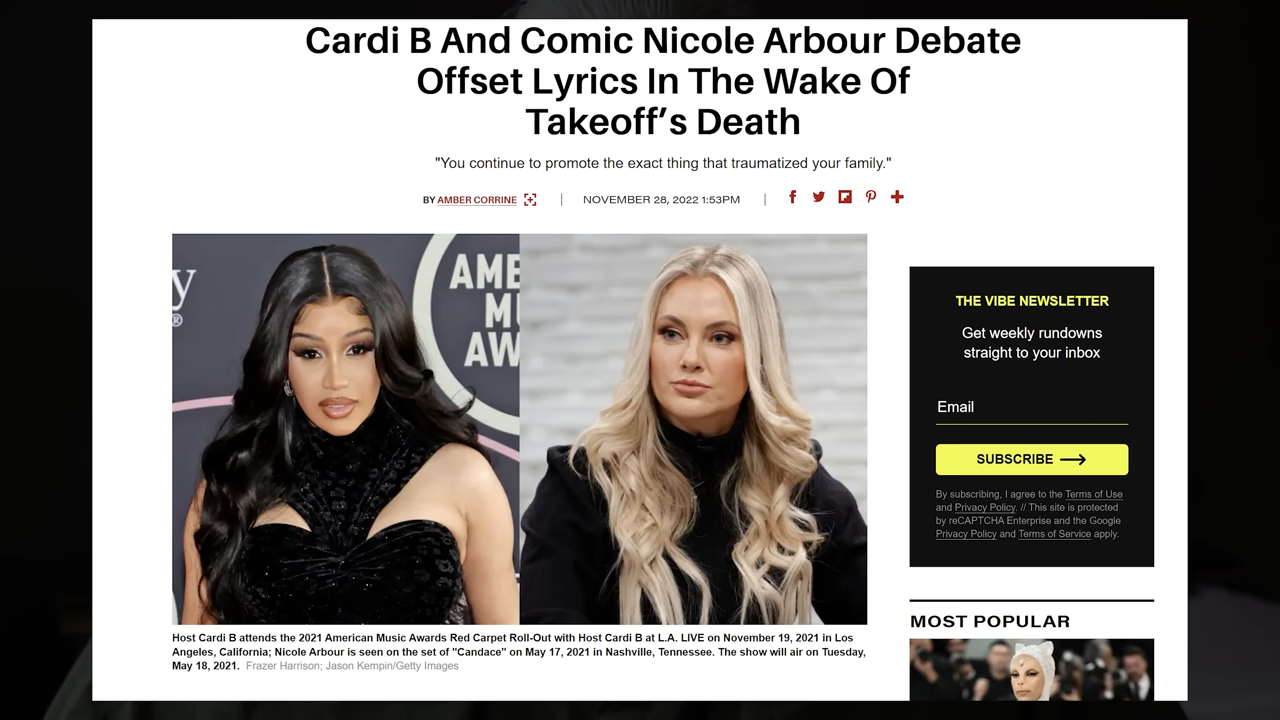 Cardi B And Comic Nicole Arbour Debate
Offset Lyrics In The Wake Of
Takeoff’s Death
"You continue to promote the exact thing that traumatized your family."
BY AMBER CORRINE | NOVEMBER 28, 2022 1:53PM |
y
®
AME
MU
AW
Host Cardi B attends the 2021 American Music Awards Red Carpet Roll-Out with Host Cardi B at L.A. LIVE on November 19, 2021 in Los
Angeles, California; Nicole Arbour is seen on the set of "Candace" on May 17, 2021 in Nashville, Tennessee. The show will air on Tuesday,
May 18, 2021. Frazer Harrison; Jason Kempin/Getty Images
THE VIBE NEWSLETTER
Get weekly rundowns
straight to your inbox
Email
SUBSCRIBE
By subscribing, I agree to the Terms of Use
and Privacy Policy. // This site is protected
by reCAPTCHA Enterprise and the Google
Privacy Policy and Terms of Service apply.
MOST POPULAR